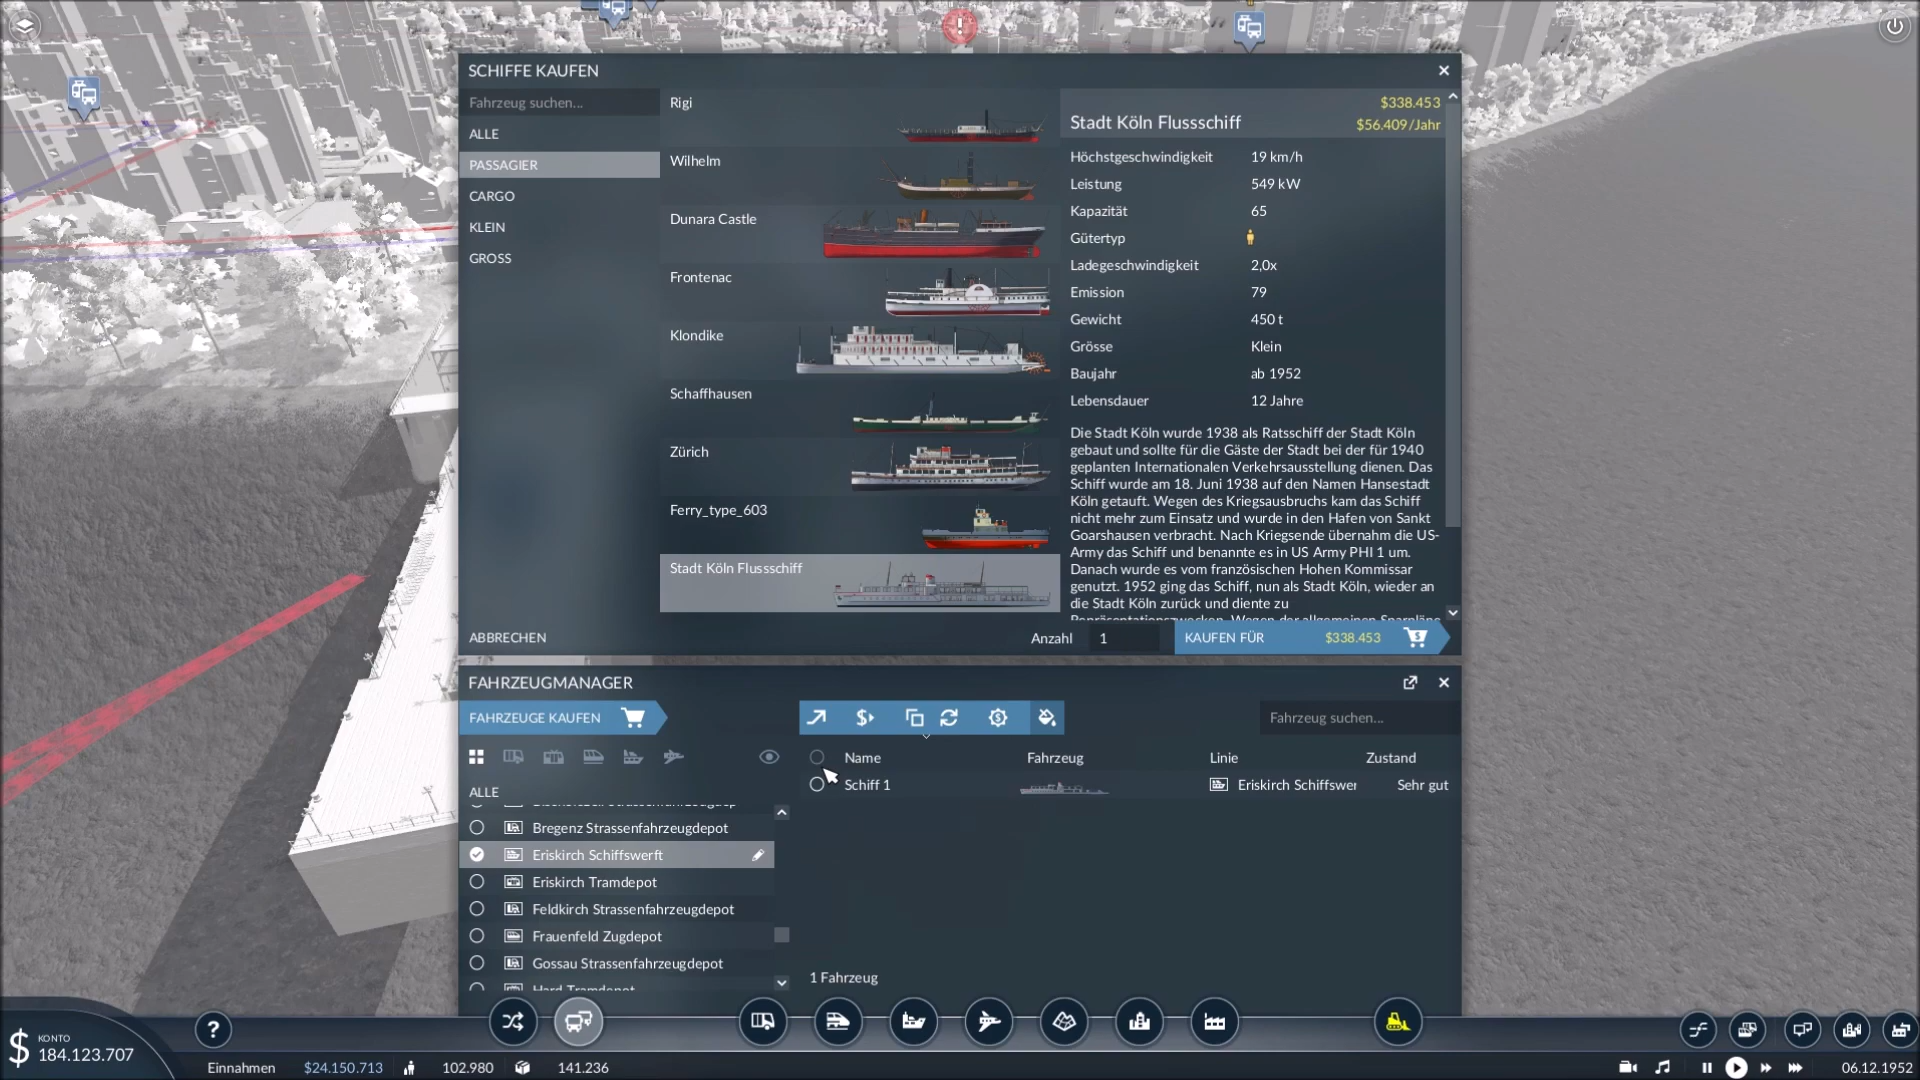 SCHIFFE KAUFEN
Fahrzeug suchen...
ALLE
PASSAGIER
CARGO
KLEIN
GROSS
Rigi
Wilhelm
Dunara Castle
Frontenac
Klondike
Schaffhausen
Zürich
Ferry_type_603
Stadt Köln Flussschiff
$338.453
Stadt Köln Flussschiff
$56.409/Jahr
Höchstgeschwindigkeit 19 km/h
Leistung 549 kW
Kapazität 65
Gütertyp
Ladegeschwindigkeit 2,0x
Emission 79
Gewicht 450 t
Grösse Klein
Baujahr ab 1952
Lebensdauer 12 Jahre
Die Stadt Köln wurde 1938 als Ratsschiff der Stadt Köln
gebaut und sollte für die Gäste der Stadt bei der für 1940
geplanten Internationalen Verkehrsausstellung dienen. Das
Schiff wurde am 18. Juni 1938 auf den Namen Hansestadt
Köln getauft. Wegen des Kriegsausbruchs kam das Schiff
nicht mehr zum Einsatz und wurde in den Hafen von Sankt
Goarshausen verbracht. Nach Kriegsende übernahm die US-
Army das Schiff und benannte es in US Army PHI 1 um.
Danach wurde es vom französischen Hohen Kommissar
genutzt. 1952 ging das Schiff, nun als Stadt Köln, wieder an
die Stadt Köln zurück und diente zu
Repräsentationszwecken. Wegen der allgemeinen Sparpläne
ABBRECHEN
Anzahl 1
KAUFEN FÜR $338.453
FAHRZEUGMANAGER
FAHRZEUGE KAUFEN
Fahrzeug suchen...
ALLE
Bregenz Strassenfahrzeugdepot
Eriskirch Schiffswerft
Eriskirch Tramdepot
Feldkirch Strassenfahrzeugdepot
Frauenfeld Zugdepot
Gossau Strassenfahrzeugdepot
Hard Tramdepot
Name Fahrzeug Linie Zustand
Schiff 1 Eriskirch Schiffswer Sehr gut
1 Fahrzeug
KONTO
$ 184.123.707
?
Einnahmen $24.150.713 102.980 141.236
06.12.1952